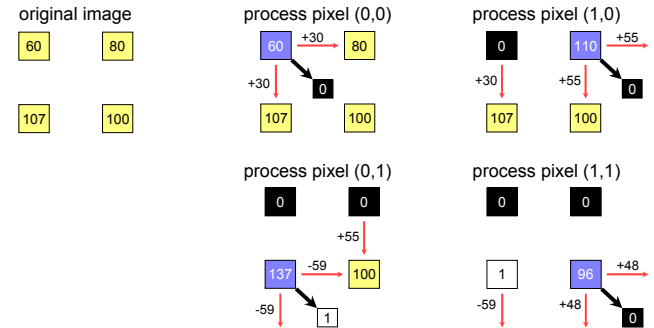 original image
60 80
107 100
process pixel (0,0)
60 +30 80
+30 0
107 100
process pixel (1,0)
0 110 +55
+30 +55 0
107 100
process pixel (0,1)
0 0
+55
137 -59 100
-59 1
process pixel (1,1)
0 0
1 96 +48
-59 +48 0